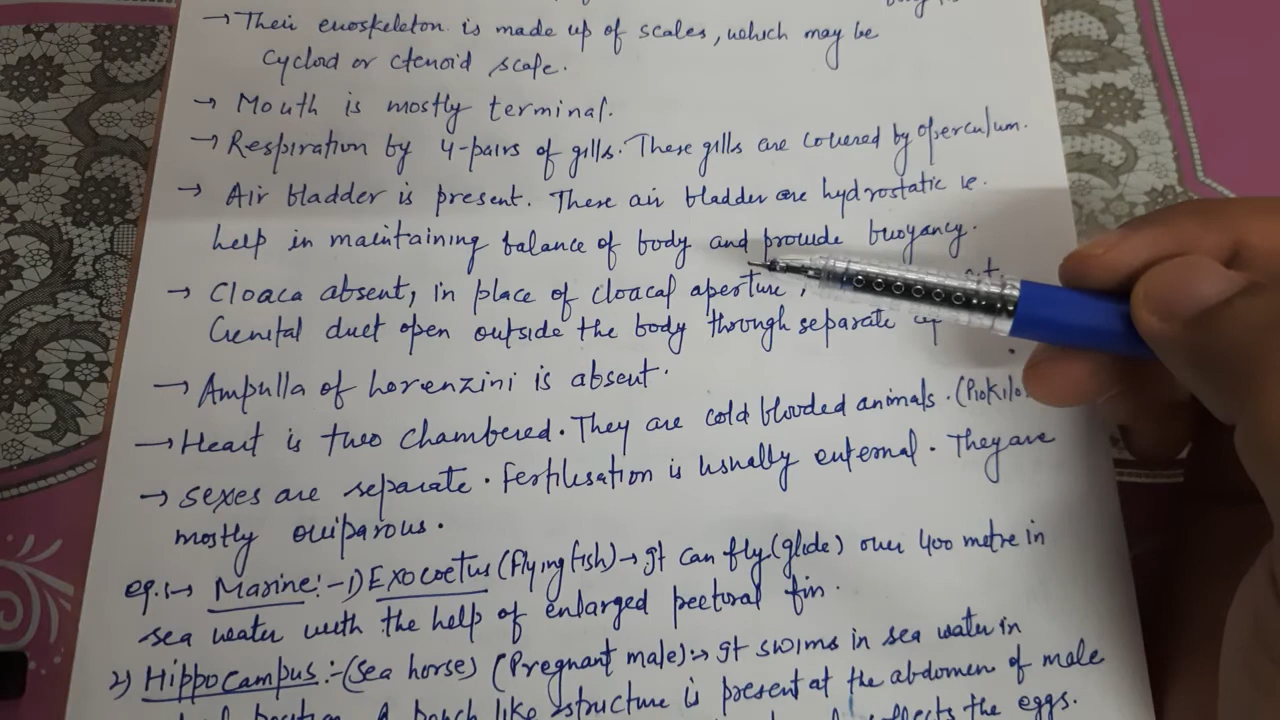 → Their exoskeleton is made up of scales, which may be
Cycloid or Ctenoid scale.
→ Mouth is mostly terminal.
→ Respiration by 4-pairs of gills. These gills are covered by operculum.
→ Air bladder is present. These air bladder are hydrostatic ie.
help in maintaining balance of body and provide buoyancy.
→ Cloaca absent, in place of cloacal aperture,
Genital duct open outside the body through separate
→ Ampulla of Lorenzini is absent.
→ Heart is two Chambered. They are cold blooded animals. (Poikilo
→ Sexes are separate. Fertilisation is usually external. They are
mostly oviparous.
eg.:→ Marine:-1) Exocoetus (Flying fish) → It can fly (glide) over 400 metre in
sea water with the help of enlarged pectoral fin.
2) Hippocampus:-(Sea horse) (Pregnant male):→ It swims in sea water in
position. A pouch like structure is present at the abdomen of male
the eggs.